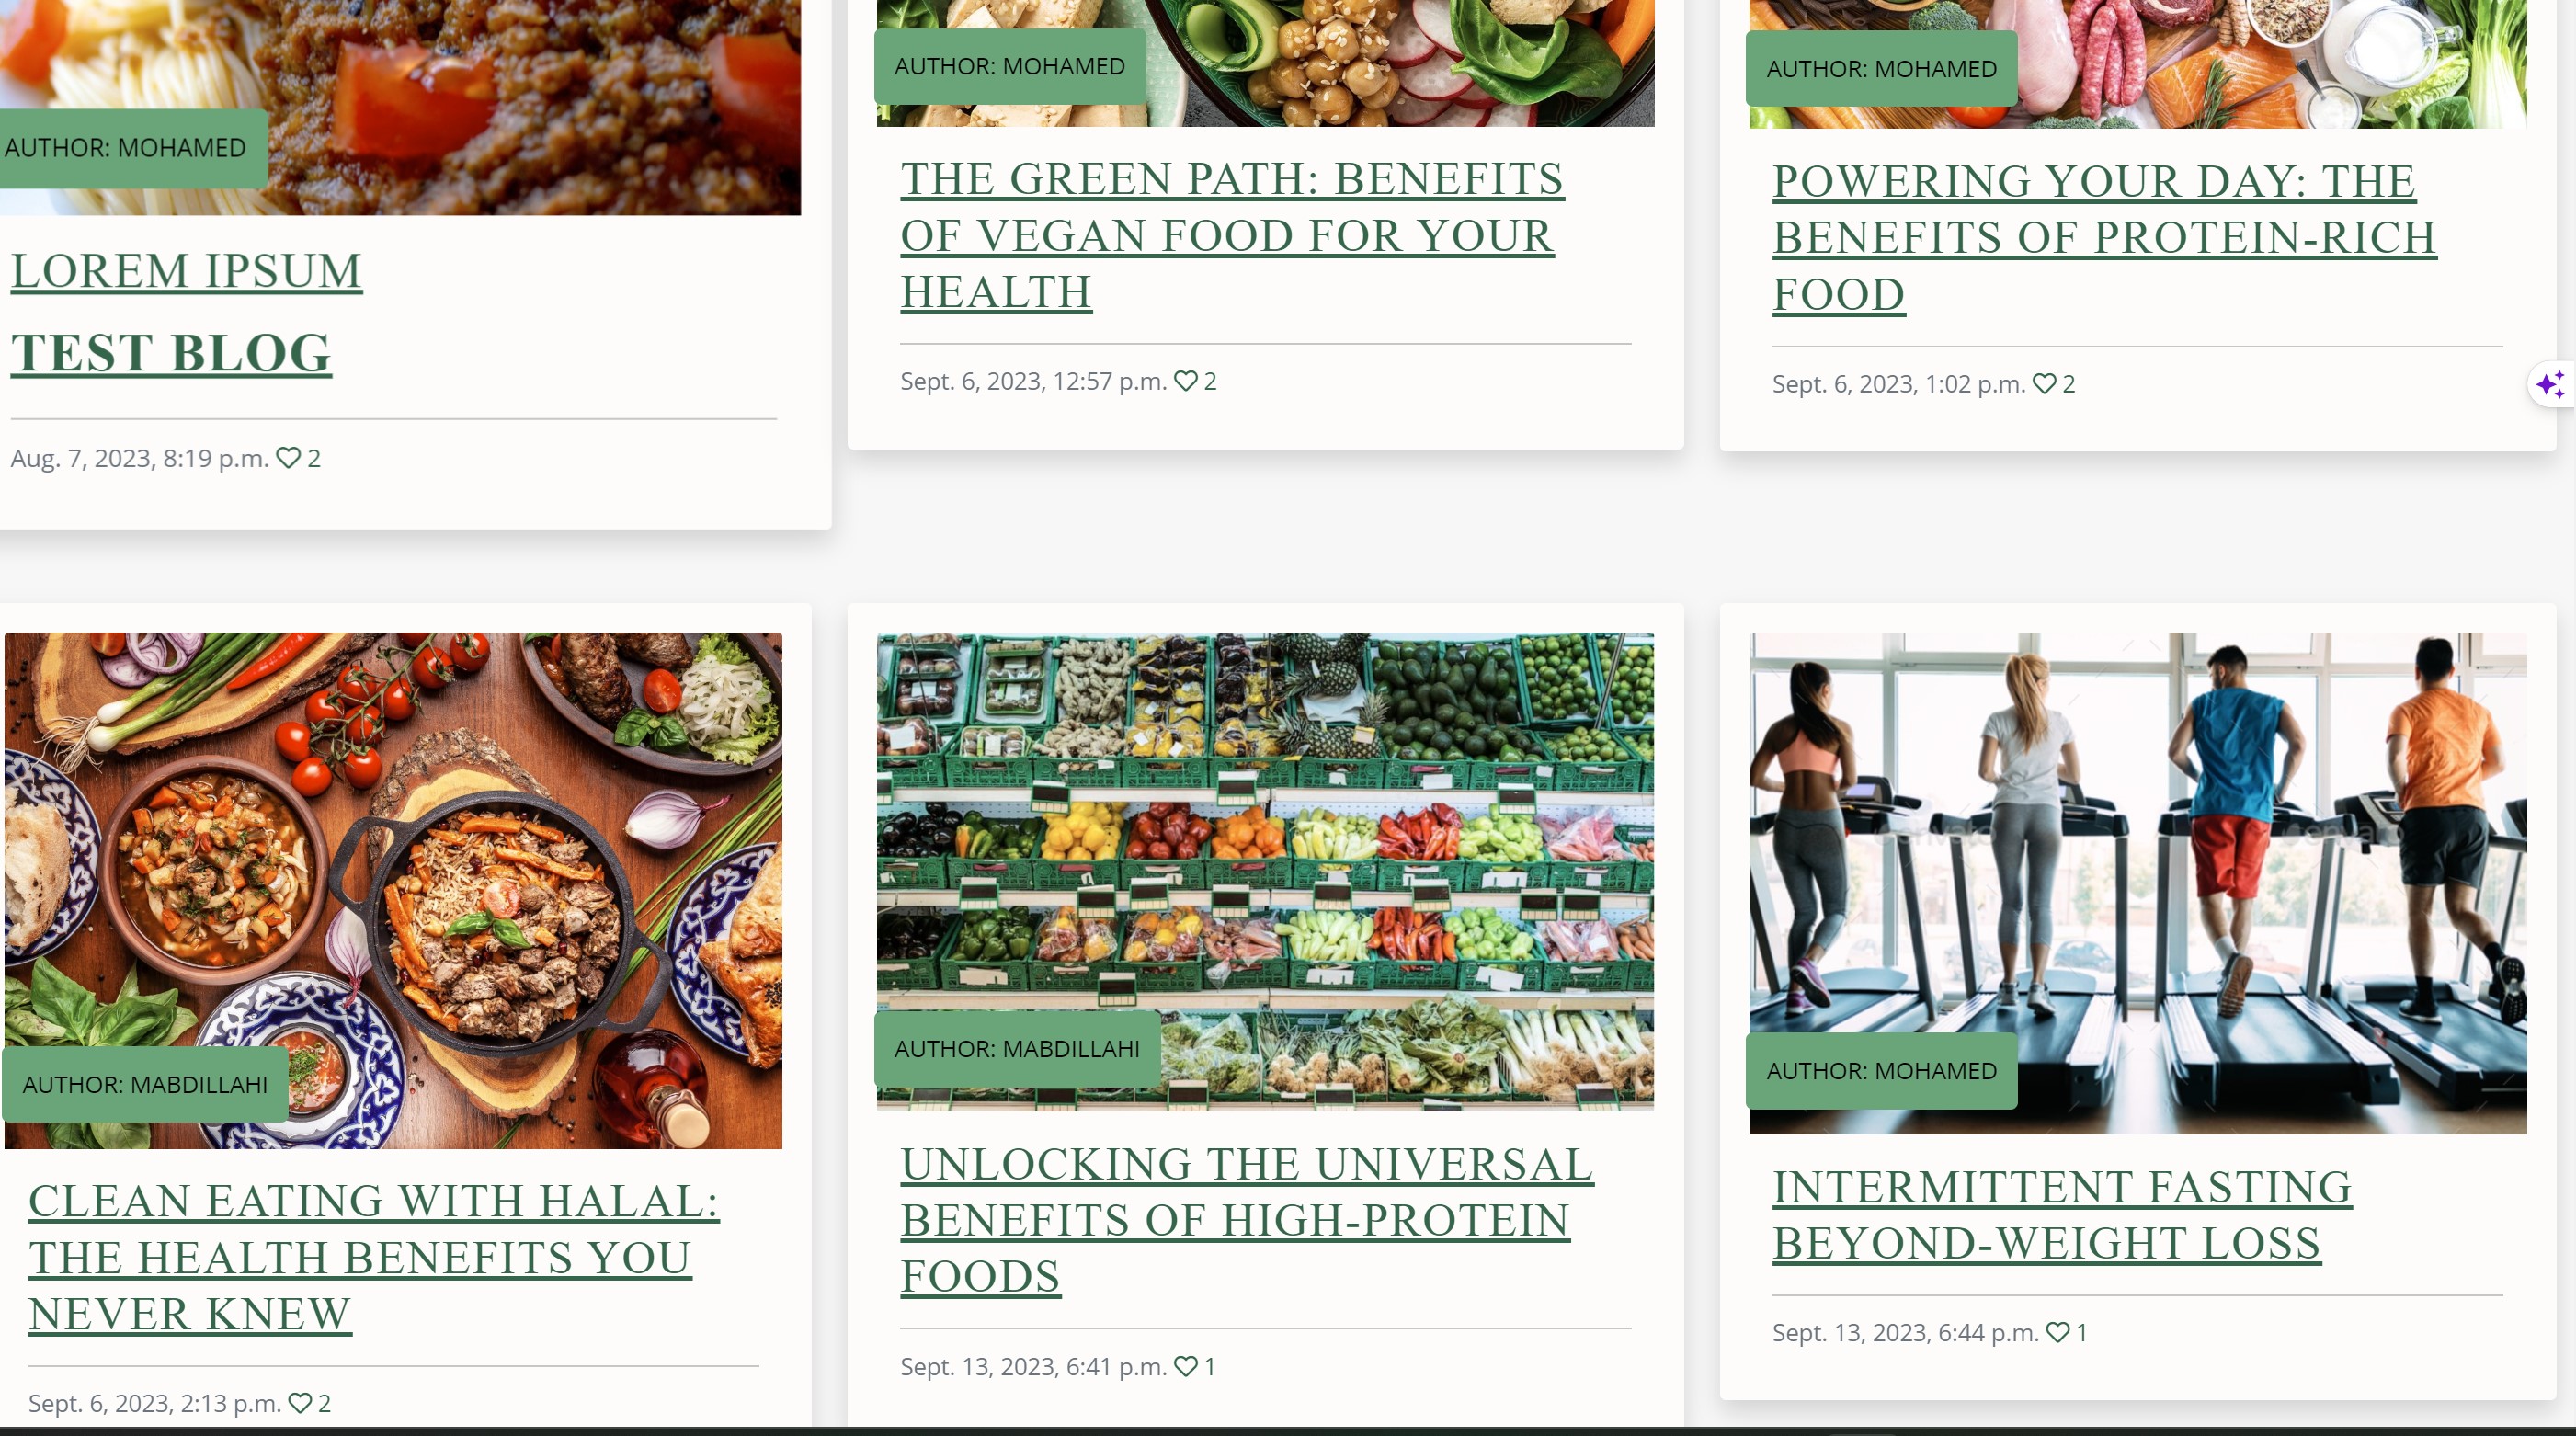 AUTHOR: MOHAMED
LOREM IPSUM
TEST BLOG
Aug. 7, 2023, 8:19 p.m. 2
AUTHOR: MOHAMED
THE GREEN PATH: BENEFITS
OF VEGAN FOOD FOR YOUR
HEALTH
Sept. 6, 2023, 12:57 p.m. 2
AUTHOR: MOHAMED
POWERING YOUR DAY: THE
BENEFITS OF PROTEIN-RICH
FOOD
Sept. 6, 2023, 1:02 p.m. 2
AUTHOR: MABDILLAHI
CLEAN EATING WITH HALAL:
THE HEALTH BENEFITS YOU
NEVER KNEW
Sept. 6, 2023, 2:13 p.m. 2
AUTHOR: MABDILLAHI
UNLOCKING THE UNIVERSAL
BENEFITS OF HIGH-PROTEIN
FOODS
Sept. 13, 2023, 6:41 p.m. 1
AUTHOR: MOHAMED
INTERMITTENT FASTING
BEYOND-WEIGHT LOSS
Sept. 13, 2023, 6:44 p.m. 1